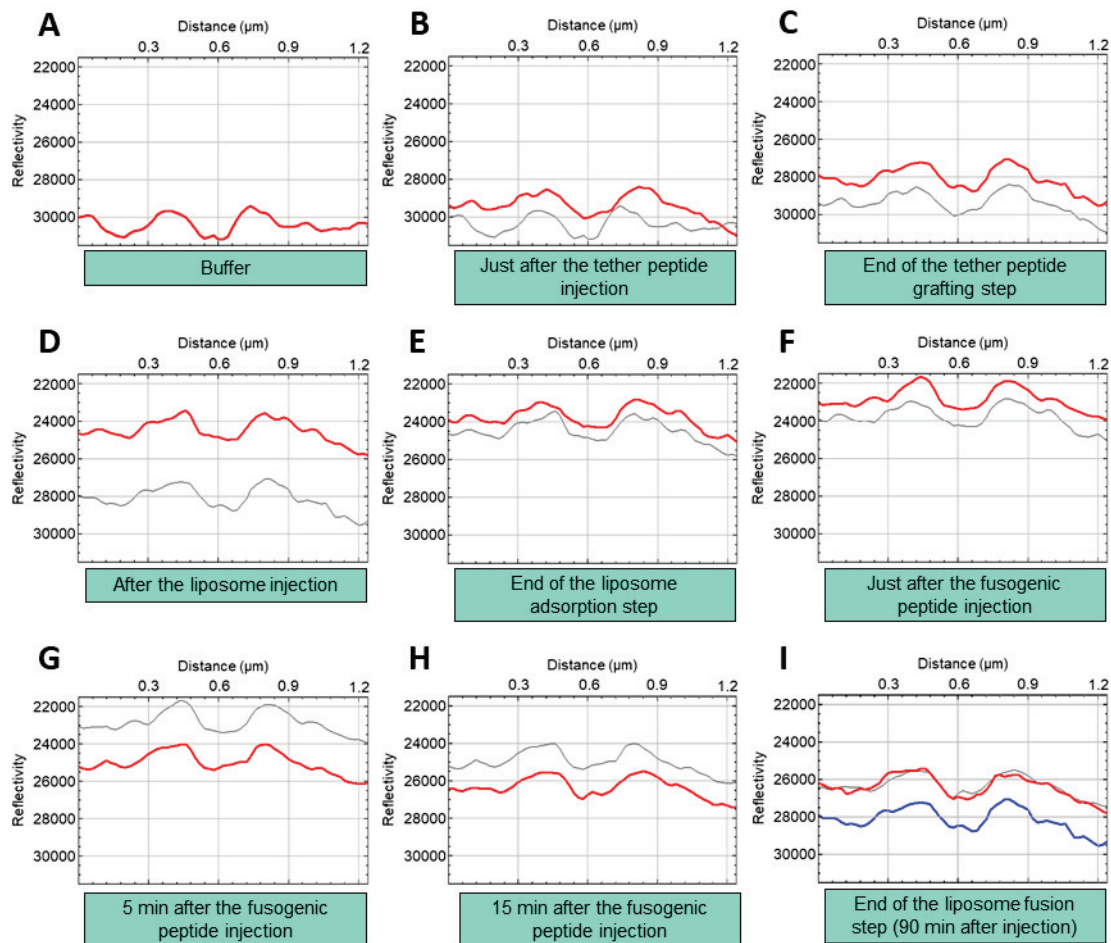 A
Distance (µm)
0.3 0.6 0.9 1.2
22000
24000
26000
28000
30000
Reflectivity
Buffer
B
Distance (µm)
0.3 0.6 0.9 1.2
22000
24000
26000
28000
30000
Reflectivity
Just after the tether peptide
injection
C
Distance (µm)
0.3 0.6 0.9 1.2
22000
24000
26000
28000
30000
Reflectivity
End of the tether peptide
grafting step
D
Distance (µm)
0.3 0.6 0.9 1.2
22000
24000
26000
28000
30000
Reflectivity
After the liposome injection
E
Distance (µm)
0.3 0.6 0.9 1.2
22000
24000
26000
28000
30000
Reflectivity
End of the liposome
adsorption step
F
Distance (µm)
0.3 0.6 0.9 1.2
22000
24000
26000
28000
30000
Reflectivity
Just after the fusogenic
peptide injection
G
Distance (µm)
0.3 0.6 0.9 1.2
22000
24000
26000
28000
30000
Reflectivity
5 min after the fusogenic
peptide injection
H
Distance (µm)
0.3 0.6 0.9 1.2
22000
24000
26000
28000
30000
Reflectivity
15 min after the fusogenic
peptide injection
I
Distance (µm)
0.3 0.6 0.9 1.2
22000
24000
26000
28000
30000
Reflectivity
End of the liposome fusion
step (90 min after injection)